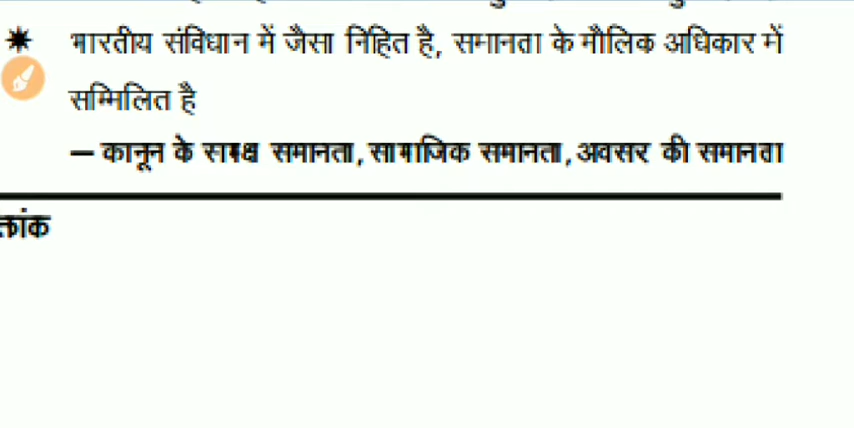 ✷ भारतीय संविधान में जैसा निहित है, समानता के मौलिक अधिकार में
सम्मिलित है
— कानून के समक्ष समानता, सामाजिक समानता, अवसर की समानता